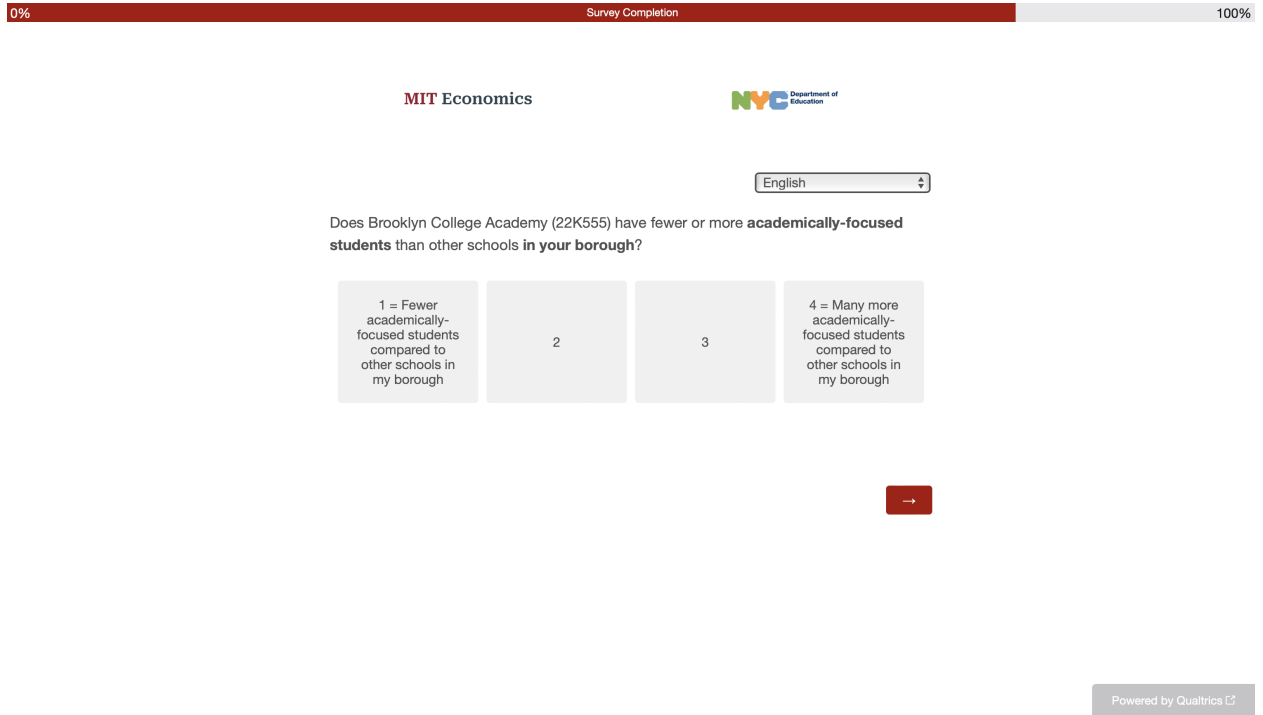 0% Survey Completion 100%
MIT Economics
NYC Department of
Education
English
Does Brooklyn College Academy (22K555) have fewer or more academically-focused
students than other schools in your borough?
1 = Fewer
academically-
focused students
compared to
other schools in
my borough
2
3
4 = Many more
academically-
focused students
compared to
other schools in
my borough
→
Powered by Qualtrics